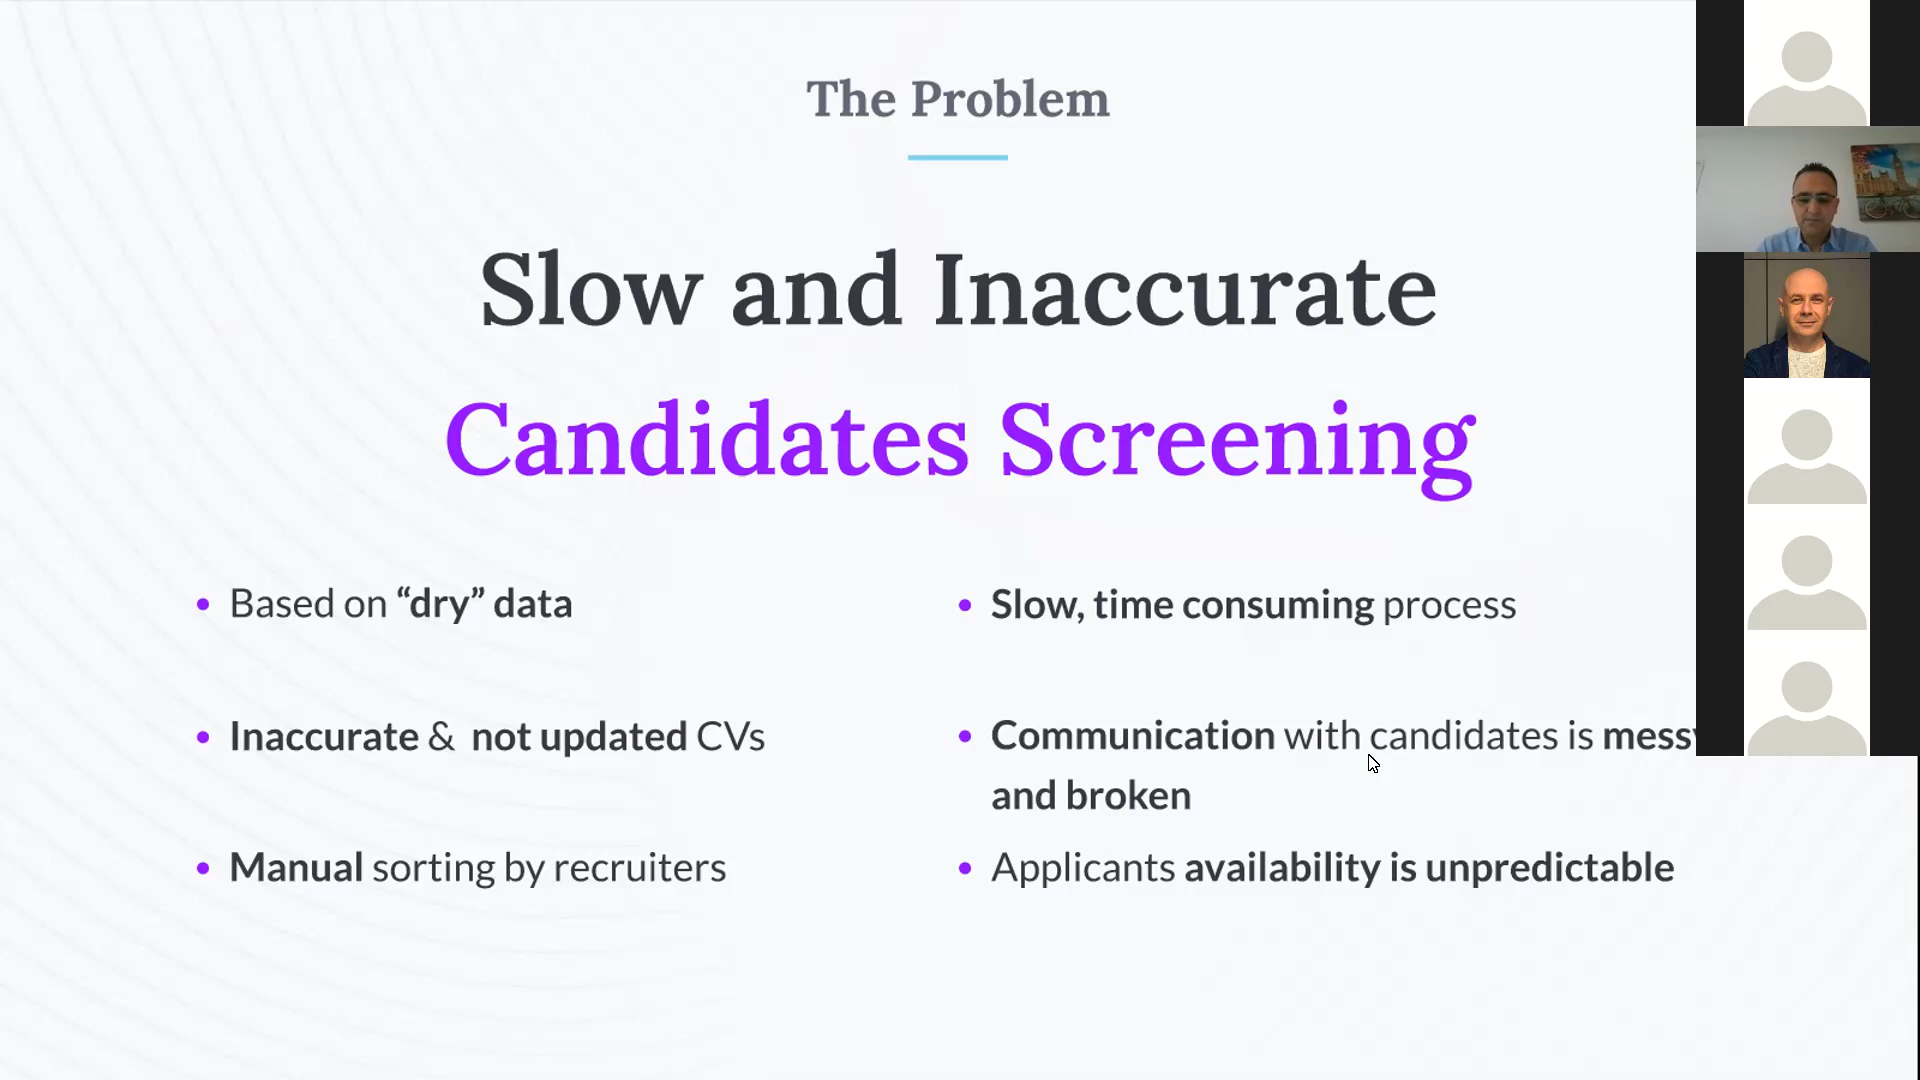 The Problem
Slow and Inaccurate
Candidates Screening
• Based on “dry” data
• Inaccurate & not updated CVs
• Manual sorting by recruiters
• Slow, time consuming process
• Communication with candidates is messy
and broken
• Applicants availability is unpredictable